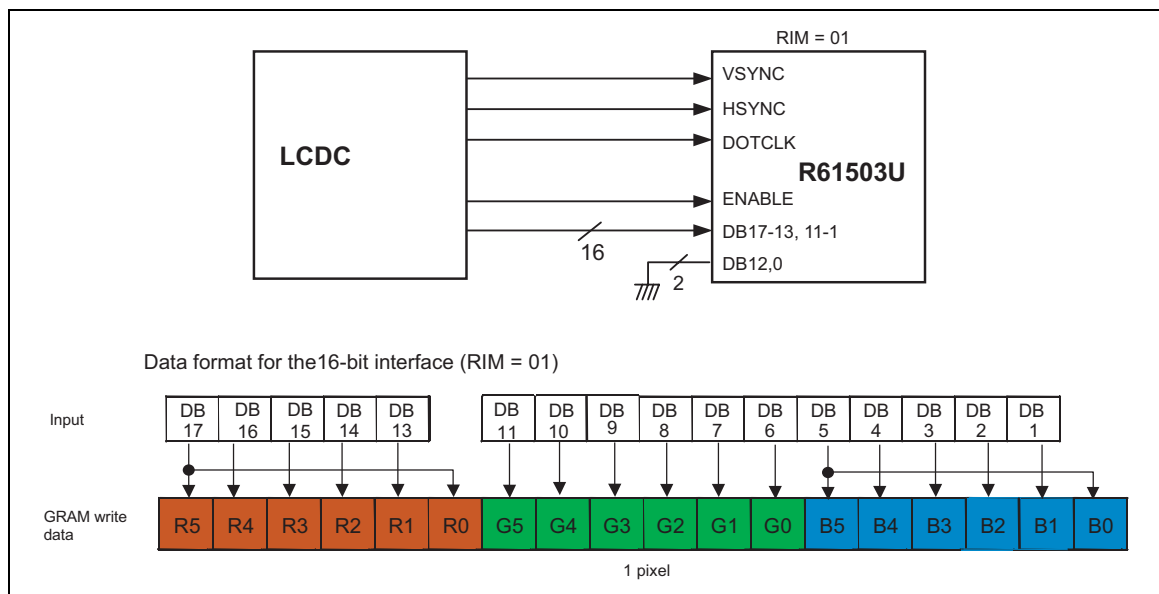 RIM = 01
VSYNC
HSYNC
DOTCLK
LCDC
R61503U
ENABLE
DB17-13, 11-1
16
DB12,0
2
Data format for the16-bit interface (RIM = 01)
Input
DB 17 DB 16 DB 15 DB 14 DB 13 DB 11 DB 10 DB 9 DB 8 DB 7 DB 6 DB 5 DB 4 DB 3 DB 2 DB 1
GRAM write
data
R5 R4 R3 R2 R1 R0 G5 G4 G3 G2 G1 G0 B5 B4 B3 B2 B1 B0
1 pixel